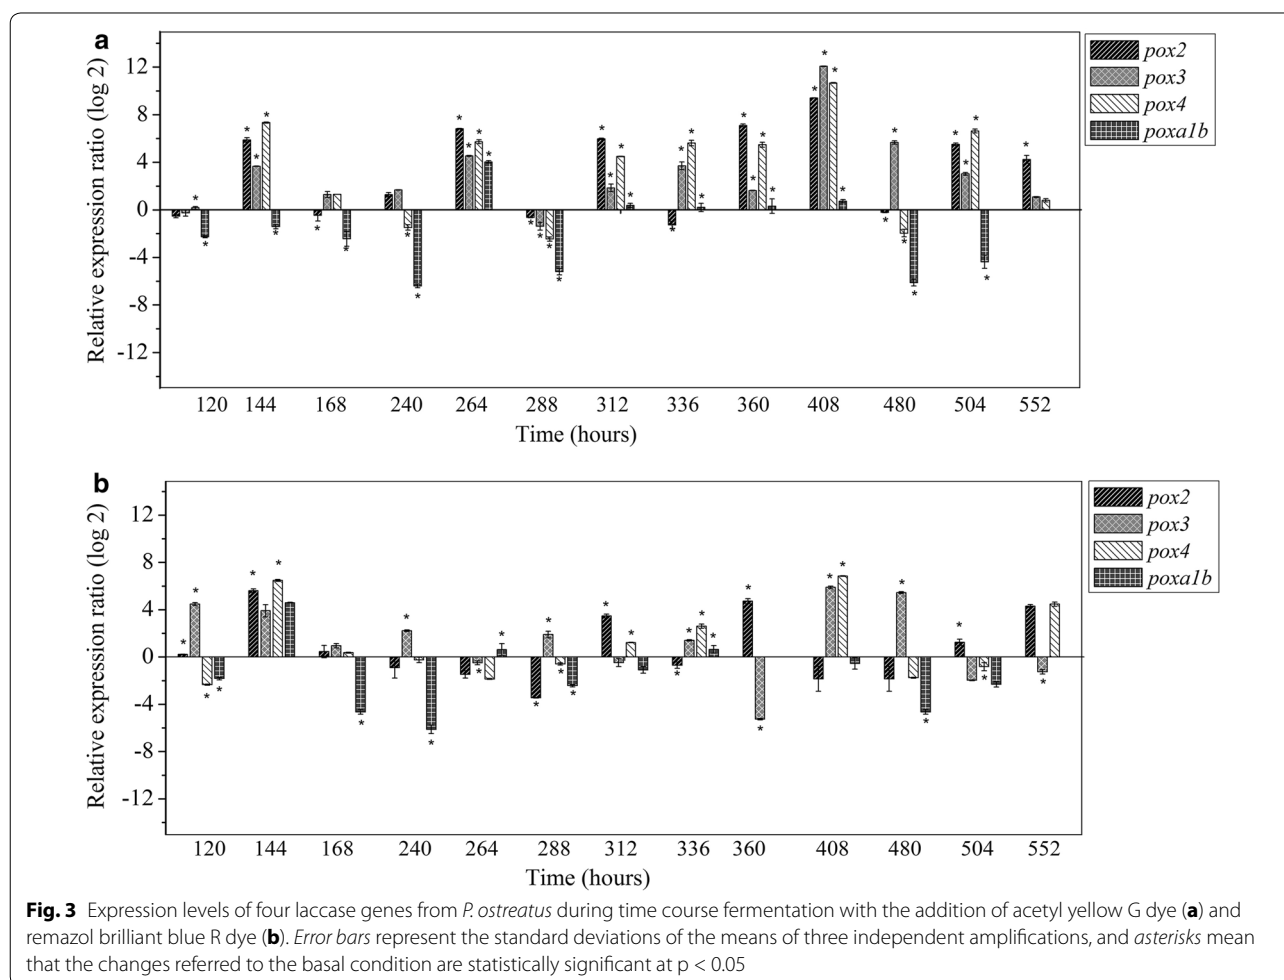 a
Relative expression ratio (log 2)
12
8
4
0
-4
-8
-12
pox2
pox3
pox4
poxa1b
120 144 168 240 264 288 312 336 360 408 480 504 552
Time (hours)
b
Relative expression ratio (log 2)
12
8
4
0
-4
-8
-12
pox2
pox3
pox4
poxa1b
120 144 168 240 264 288 312 336 360 408 480 504 552
Time (hours)
Fig. 3 Expression levels of four laccase genes from P. ostreatus during time course fermentation with the addition of acetyl yellow G dye (a) and
remazol brilliant blue R dye (b). Error bars represent the standard deviations of the means of three independent amplifications, and asterisks mean
that the changes referred to the basal condition are statistically significant at p < 0.05